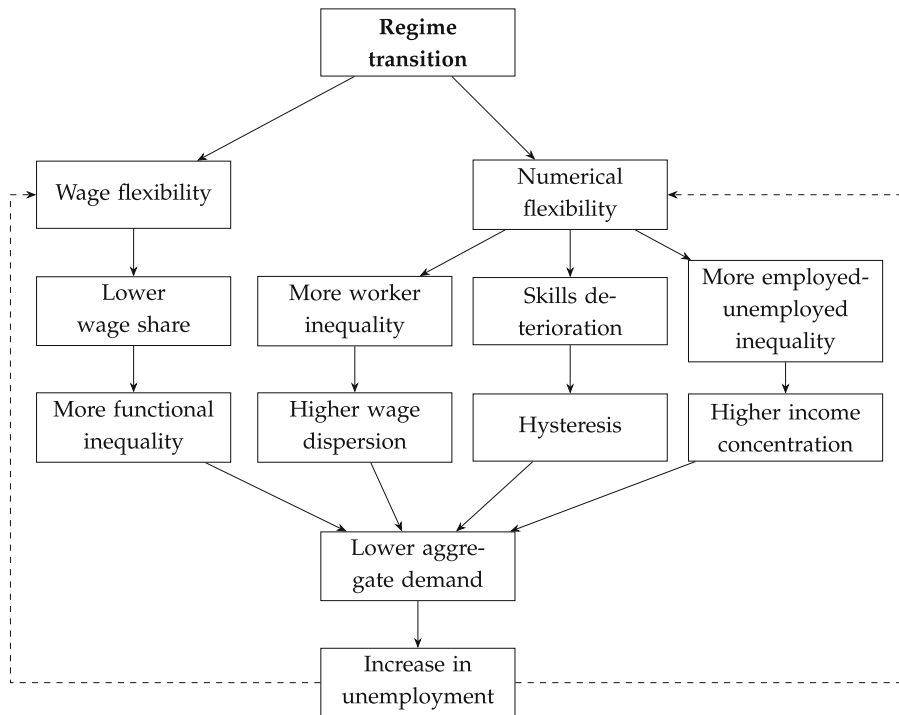 Regime
transition
Wage flexibility
Numerical
flexibility
Lower
wage share
More worker
inequality
Skills de-
terioration
More employed-
unemployed
inequality
More functional
inequality
Higher wage
dispersion
Hysteresis
Higher income
concentration
Lower aggre-
gate demand
Increase in
unemployment